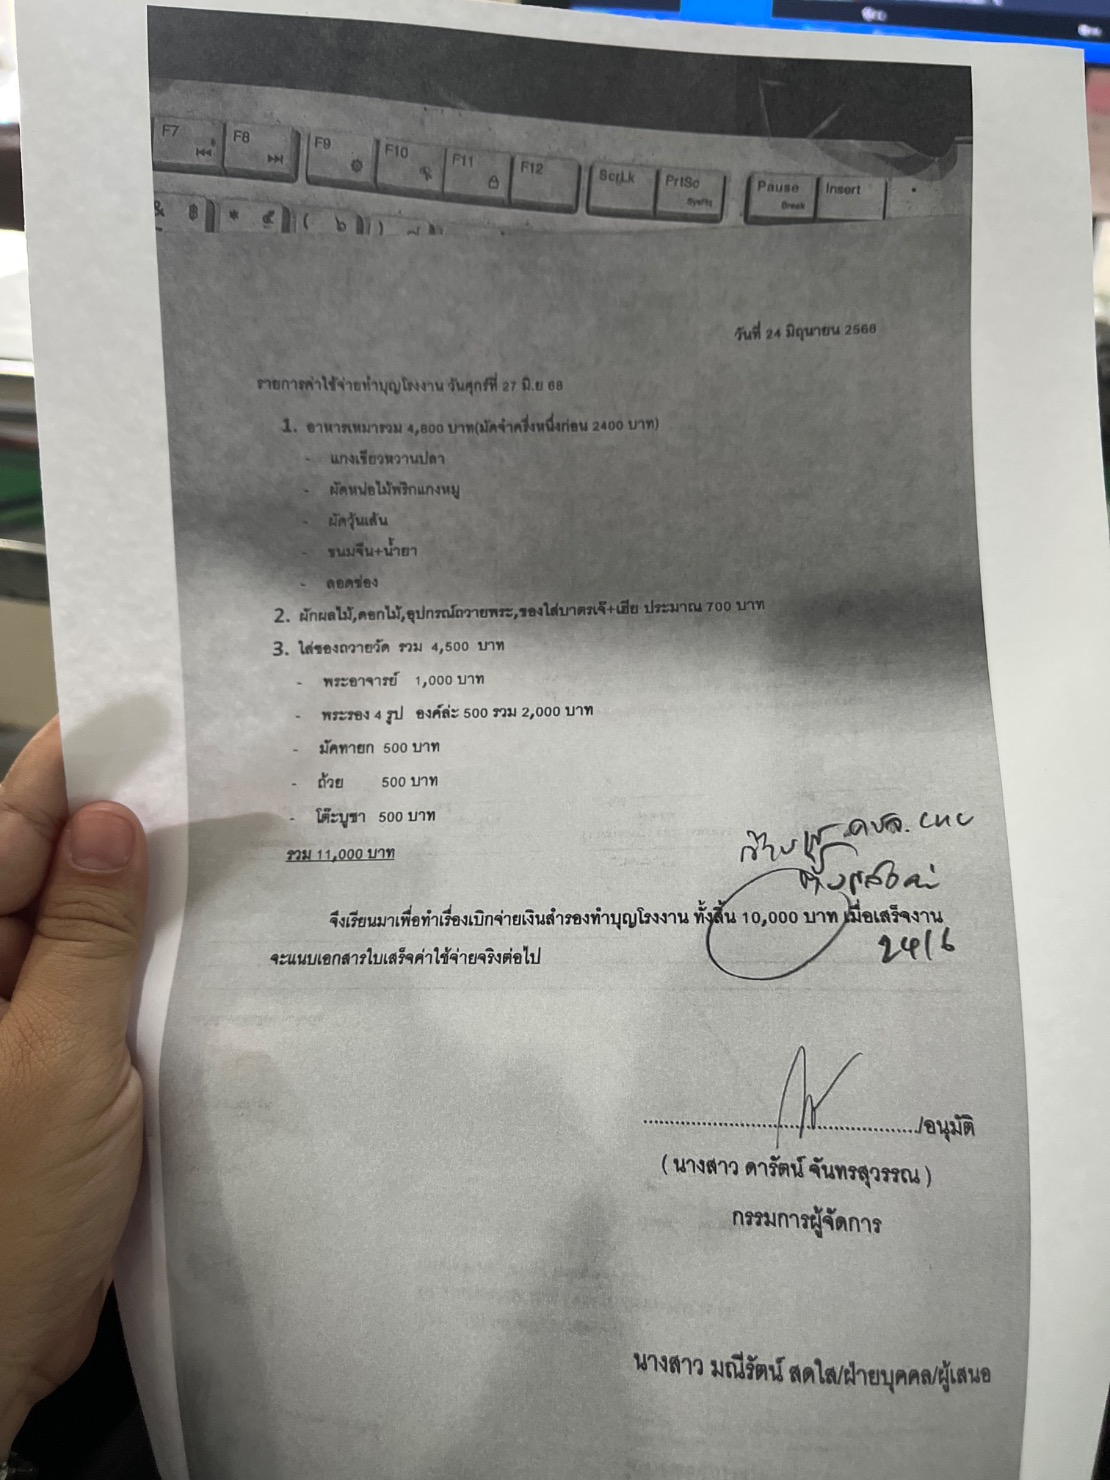 F7 F8 F9 F10 F11 F12 ScrLk PrtSc SysRq Pause Break Insert
& ฿ * ๕ ( ๖ )
วันที่ 24 มิถุนายน 2568
รายการค่าใช้จ่ายทำบุญโรงงาน วันศุกร์ที่ 27 มิ.ย 68
1. อาหารเหมารวม 4,800 บาท(มัดจำครึ่งหนึ่งก่อน 2400 บาท)
- แกงเขียวหวานปลา
- ผัดหน่อไม้พริกแกงหมู
- ผัดวุ้นเส้น
- ขนมจีน+น้ำยา
- ลอดช่อง
2. ผักผลไม้,ดอกไม้,อุปกรณ์ถวายพระ,ของใส่บาตรเจ๊+เฮีย ประมาณ 700 บาท
3. ใส่ซองถวายวัด รวม 4,500 บาท
- พระอาจารย์ 1,000 บาท
- พระรอง 4 รูป องค์ล่ะ 500 รวม 2,000 บาท
- มัคทายก 500 บาท
- ถ้วย 500 บาท
- โต๊ะบูชา 500 บาท
รวม 11,000 บาท
จึงเรียนมาเพื่อทำเรื่องเบิกจ่ายเงินสำรองทำบุญโรงงาน ทั้งสิ้น 10,000 บาท เมื่อเสร็จงาน
24/6
จะแนบเอกสารใบเสร็จค่าใช้จ่ายจริงต่อไป
/อนุมัติ
( นางสาว ดารัตน์ จันทรสุวรรณ )
กรรมการผู้จัดการ
นางสาว มณีรัตน์ สดใส/ฝ่ายบุคคล/ผู้เสนอ